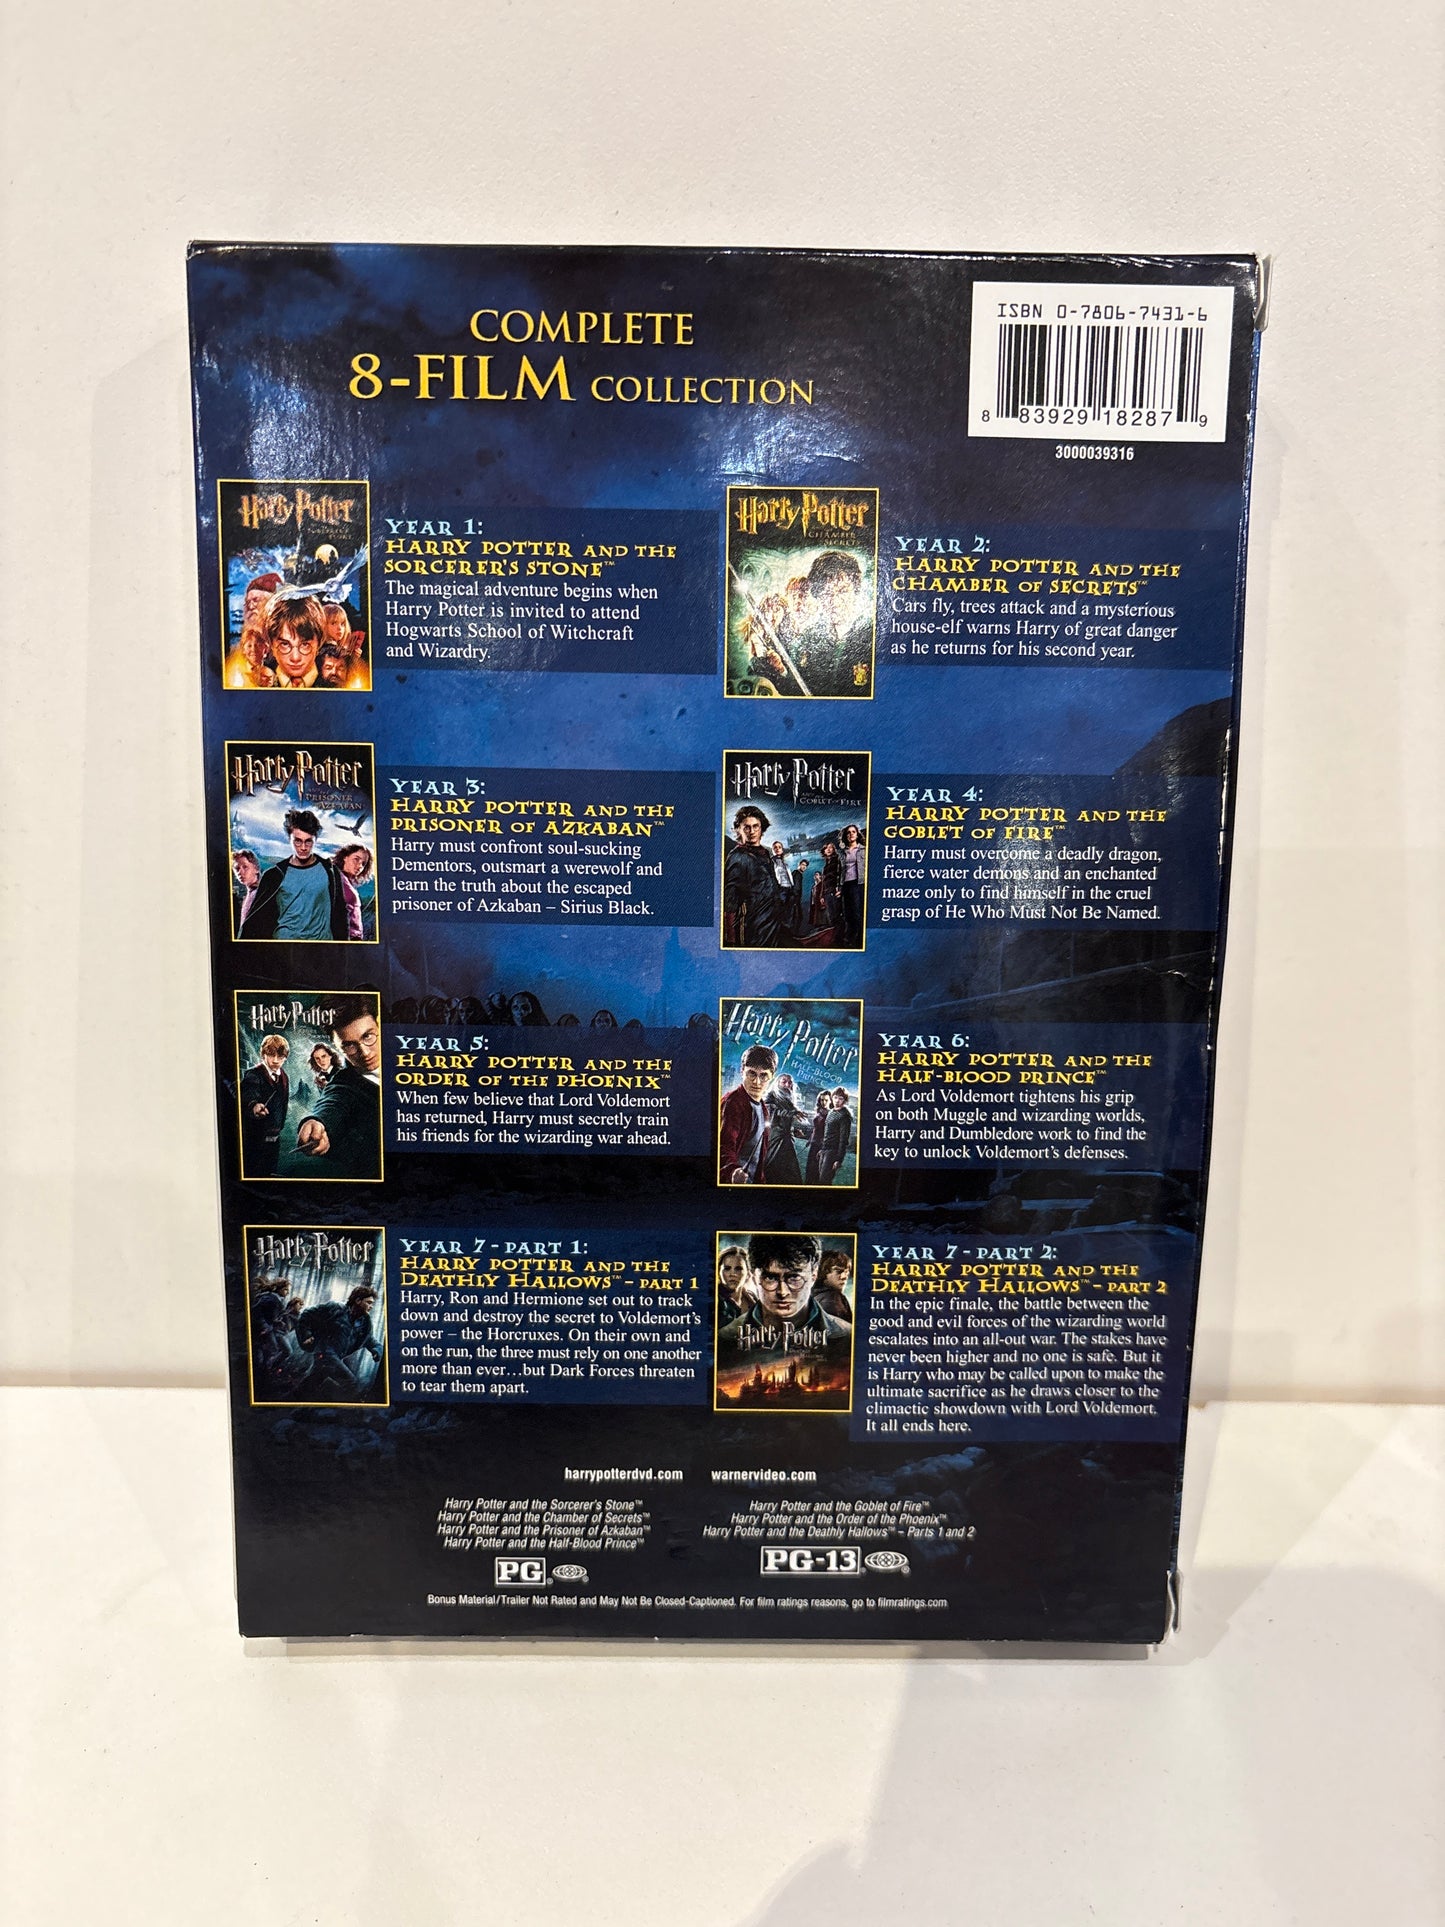 COMPLETE
8-FILM COLLECTION
ISBN 0-7806-7431-6
8 83929 18287 9
3000039316
Harry Potter
YEAR 1:
HARRY POTTER AND THE
SORCERER'S STONE™
The magical adventure begins when
Harry Potter is invited to attend
Hogwarts School of Witchcraft
and Wizardry.
Harry Potter
CHAMBER
SECRETS
YEAR 2:
HARRY POTTER AND THE
CHAMBER OF SECRETS™
Cars fly, trees attack and a mysterious
house-elf warns Harry of great danger
as he returns for his second year.
Harry Potter
PRISONER
AZKABAN
YEAR 3:
HARRY POTTER AND THE
PRISONER OF AZKABAN™
Harry must confront soul-sucking
Dementors, outsmart a werewolf and
learn the truth about the escaped
prisoner of Azkaban – Sirius Black.
Harry Potter
GOBLET OF FIRE
YEAR 4:
HARRY POTTER AND THE
GOBLET OF FIRE™
Harry must overcome a deadly dragon,
fierce water demons and an enchanted
maze only to find himself in the cruel
grasp of He Who Must Not Be Named.
Harry Potter
YEAR 5:
HARRY POTTER AND THE
ORDER OF THE PHOENIX™
When few believe that Lord Voldemort
has returned, Harry must secretly train
his friends for the wizarding war ahead.
Harry Potter
HALF-BLOOD
PRINCE
YEAR 6:
HARRY POTTER AND THE
HALF-BLOOD PRINCE™
As Lord Voldemort tightens his grip
on both Muggle and wizarding worlds,
Harry and Dumbledore work to find the
key to unlock Voldemort's defenses.
Harry Potter
YEAR 7 - PART 1:
HARRY POTTER AND THE
DEATHLY HALLOWS™ - PART 1
Harry, Ron and Hermione set out to track
down and destroy the secret to Voldemort's
power – the Horcruxes. On their own and
on the run, the three must rely on one another
more than ever…but Dark Forces threaten
to tear them apart.
Harry Potter
YEAR 7 - PART 2:
HARRY POTTER AND THE
DEATHLY HALLOWS™ - PART 2
In the epic finale, the battle between the
good and evil forces of the wizarding world
escalates into an all-out war. The stakes have
never been higher and no one is safe. But it
is Harry who may be called upon to make the
ultimate sacrifice as he draws closer to the
climactic showdown with Lord Voldemort.
It all ends here.
harrypotterdvd.com warnervideo.com
Harry Potter and the Sorcerer's Stone™
Harry Potter and the Chamber of Secrets™
Harry Potter and the Prisoner of Azkaban™
Harry Potter and the Half-Blood Prince™
PG
Harry Potter and the Goblet of Fire™
Harry Potter and the Order of the Phoenix™
Harry Potter and the Deathly Hallows™ – Parts 1 and 2
PG-13
Bonus Material/Trailer Not Rated and May Not Be Closed-Captioned. For film ratings reasons, go to filmratings.com